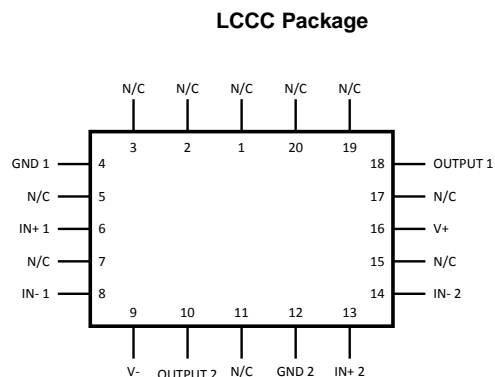 LCCC Package
N/C N/C N/C N/C N/C
3 2 1 20 19
GND 1 4 18 OUTPUT 1
N/C 5 17 N/C
IN+ 1 6 16 V+
N/C 7 15 N/C
IN- 1 8 14 IN- 2
9 10 11 12 13
V- OUTPUT 2 N/C GND 2 IN+ 2